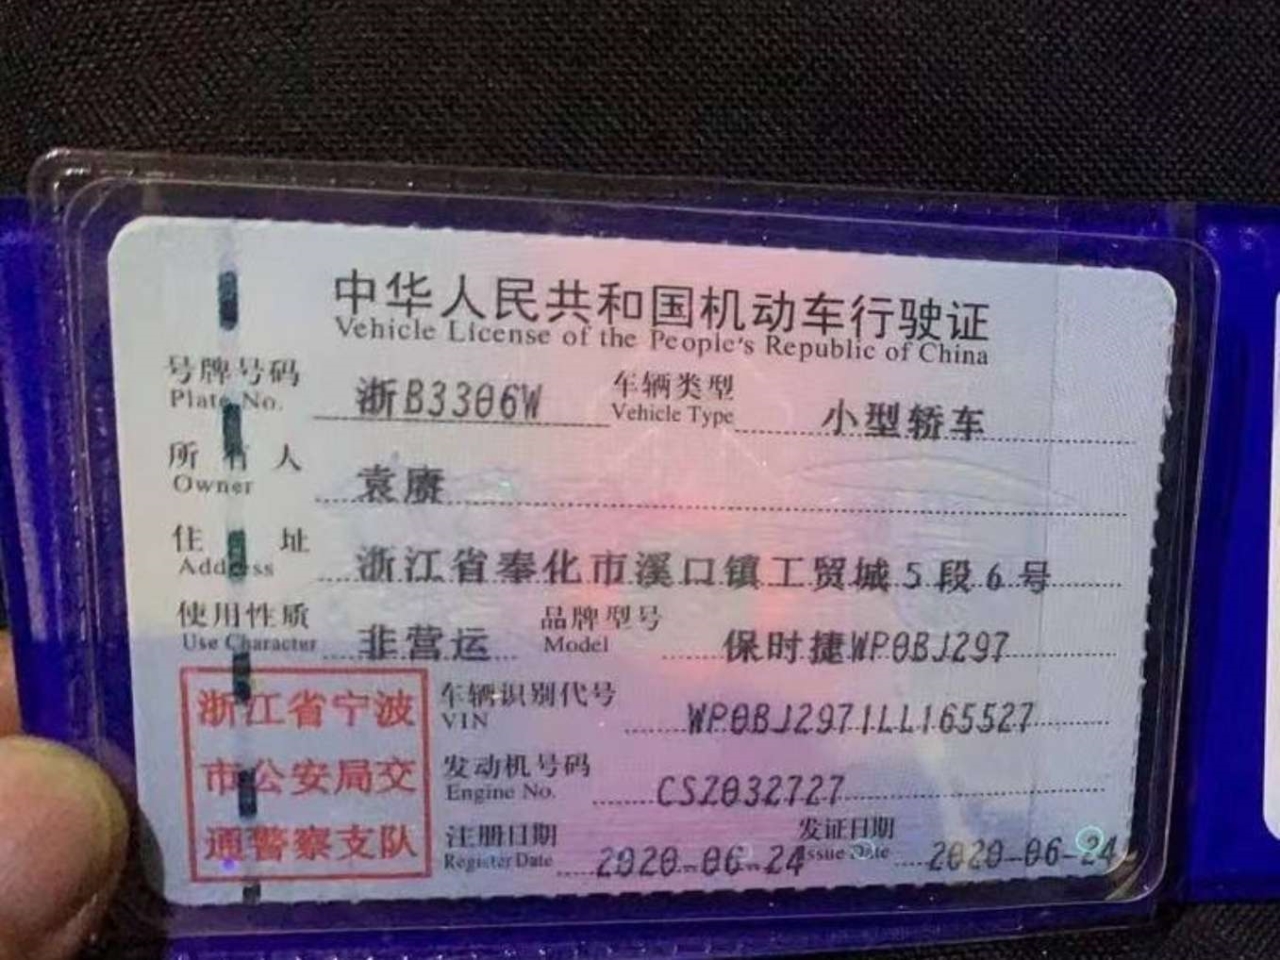 中华人民共和国机动车行驶证
Vehicle License of the People's Republic of China
号牌号码 浙B3306W 车辆类型 小型轿车
Plate No. Vehicle Type
所有人 袁赓
Owner
住址 浙江省奉化市溪口镇工贸城5段6号
Address
使用性质 非营运 品牌型号 保时捷WP0BJ297
Use Character Model
浙江省宁波
市公安局交
通警察支队
车辆识别代号 WP0BJ2971LL165527
VIN
发动机号码 CSZ032727
Engine No.
注册日期 2020-06-24 发证日期 2020-06-24
Register Date Issue Date